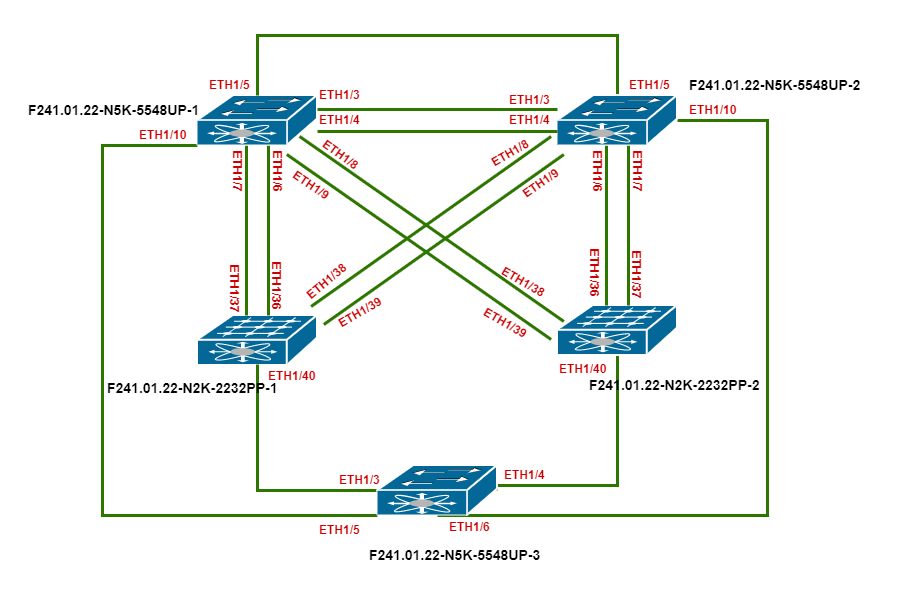 ETH1/5
ETH1/5
F241.01.22-N5K-5548UP-2
F241.01.22-N5K-5548UP-1
ETH1/3
ETH1/3
ETH1/10
ETH1/4
ETH1/4
ETH1/10
ETH1/7
ETH1/6
ETH1/8
ETH1/9
ETH1/8
ETH1/9
ETH1/6
ETH1/7
ETH1/37
ETH1/36
ETH1/38
ETH1/39
ETH1/38
ETH1/39
ETH1/36
ETH1/37
ETH1/40
F241.01.22-N2K-2232PP-1
ETH1/40
F241.01.22-N2K-2232PP-2
ETH1/3
ETH1/4
ETH1/5
ETH1/6
F241.01.22-N5K-5548UP-3